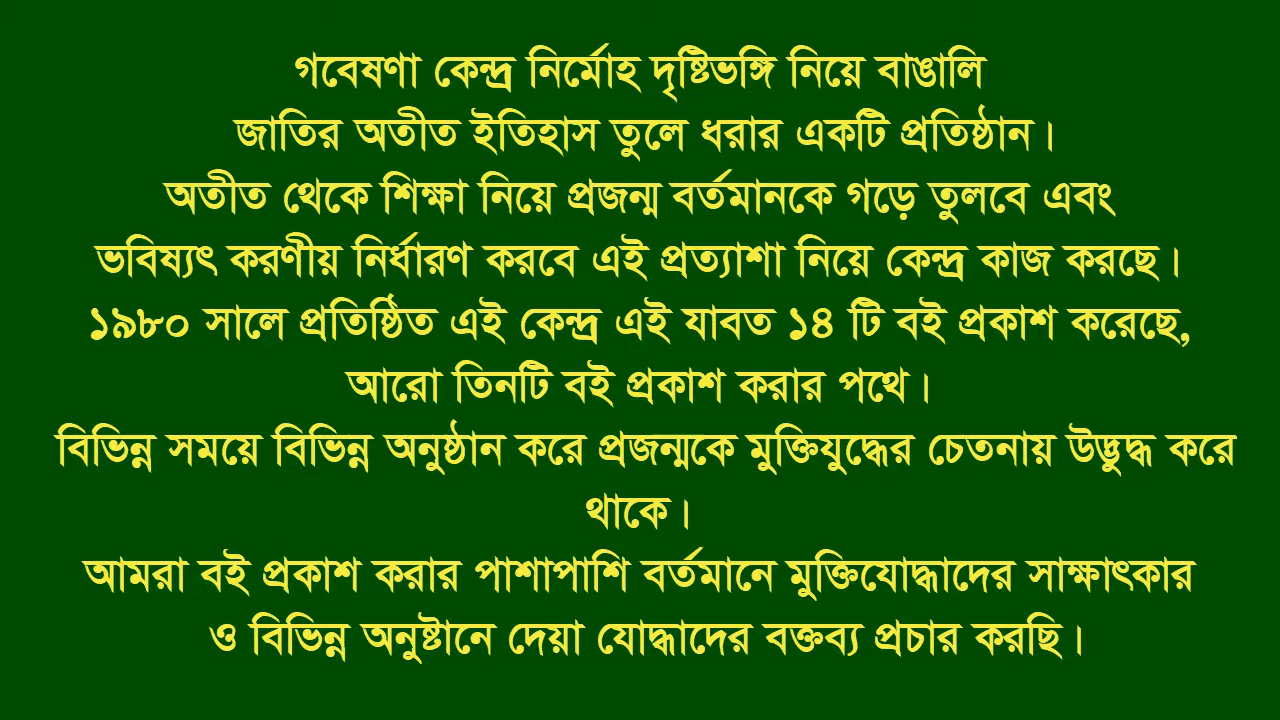 গবেষণা কেন্দ্র নির্মোহ দৃষ্টিভঙ্গি নিয়ে বাঙালি
জাতির অতীত ইতিহাস তুলে ধরার একটি প্রতিষ্ঠান।
অতীত থেকে শিক্ষা নিয়ে প্রজন্ম বর্তমানকে গড়ে তুলবে এবং
ভবিষ্যৎ করণীয় নির্ধারণ করবে এই প্রত্যাশা নিয়ে কেন্দ্র কাজ করছে।
১৯৮০ সালে প্রতিষ্ঠিত এই কেন্দ্র এই যাবত ১৪ টি বই প্রকাশ করেছে,
আরো তিনটি বই প্রকাশ করার পথে।
বিভিন্ন সময়ে বিভিন্ন অনুষ্ঠান করে প্রজন্মকে মুক্তিযুদ্ধের চেতনায় উদ্ভুদ্ধ করে
থাকে।
আমরা বই প্রকাশ করার পাশাপাশি বর্তমানে মুক্তিযোদ্ধাদের সাক্ষাৎকার
ও বিভিন্ন অনুষ্টানে দেয়া যোদ্ধাদের বক্তব্য প্রচার করছি।